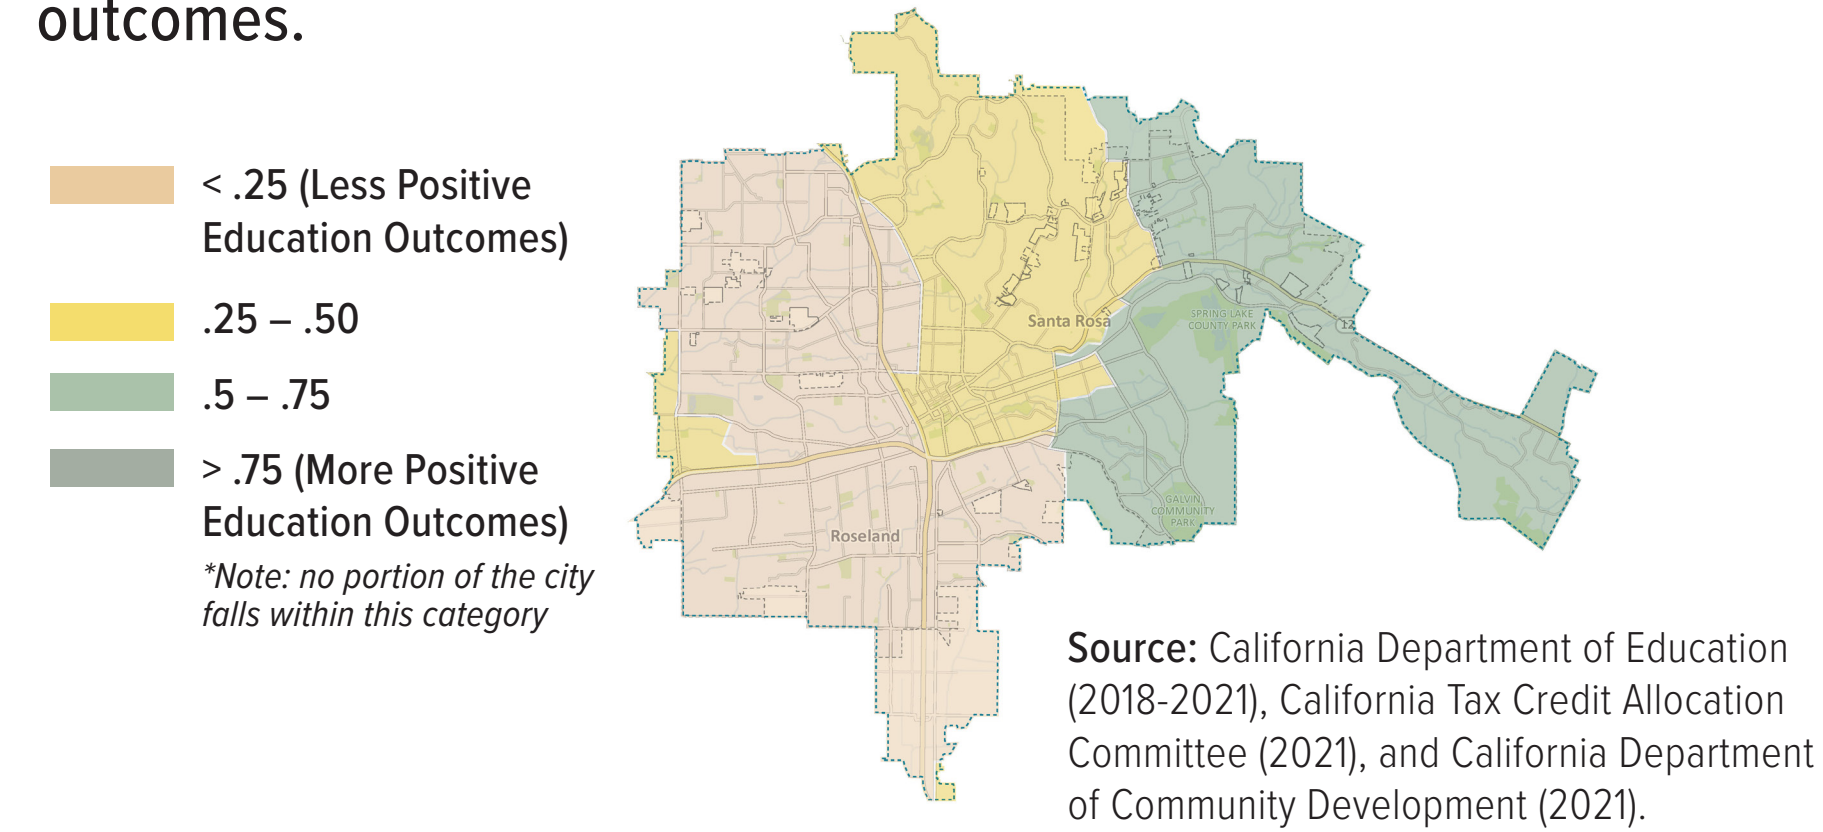 outcomes.
< .25 (Less Positive
Education Outcomes)
.25 – .50
.5 – .75
> .75 (More Positive
Education Outcomes)
*Note: no portion of the city
falls within this category
Santa Rosa
SPRING LAKE
COUNTY PARK
12
GALVIN
COMMUNITY
PARK
Roseland
Source: California Department of Education
(2018-2021), California Tax Credit Allocation
Committee (2021), and California Department
of Community Development (2021).